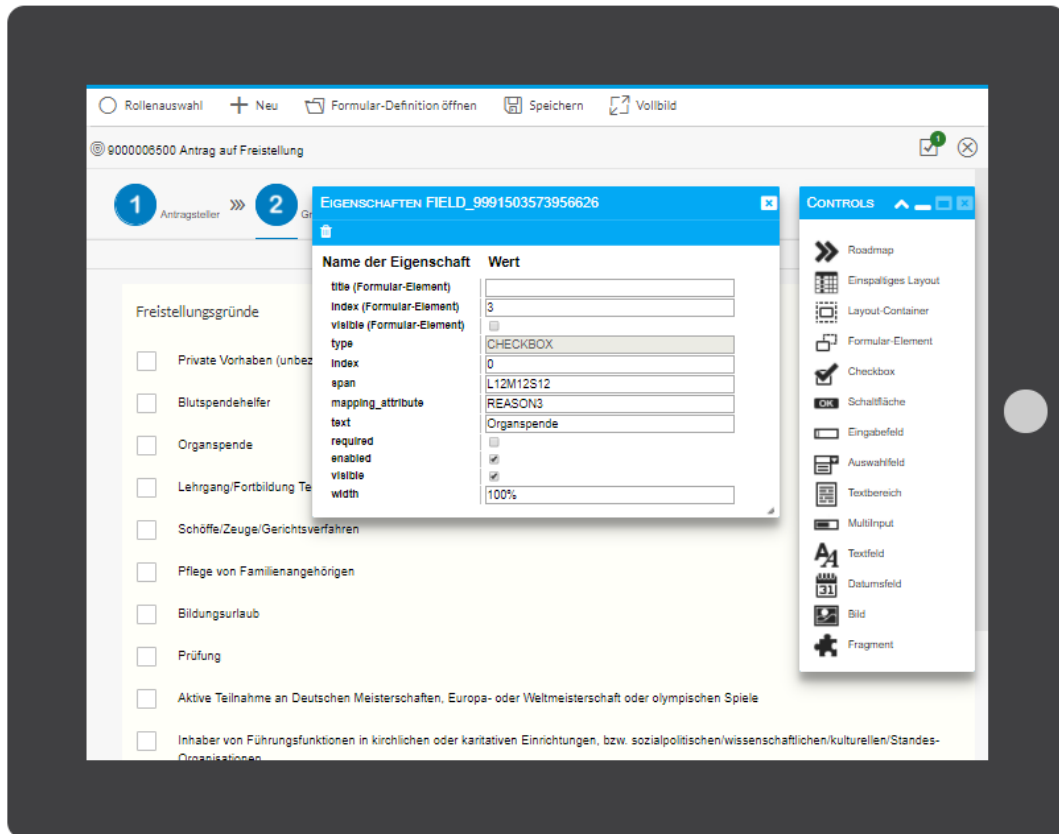 Rollenauswahl Neu Formular-Definition öffnen Speichern Vollbild
9000006500 Antrag auf Freistellung 1
1 Antragsteller 2
EIGENSCHAFTEN FIELD_9991503573956626
Name der Eigenschaft Wert
title (Formular-Element)
Index (Formular-Element) 3
visible (Formular-Element)
type CHECKBOX
Index 0
span L12M12S12
mapping_attribute REASON3
text Organspende
required
enabled
visible
width 100%
CONTROLS
Roadmap
Einspaltiges Layout
Layout-Container
Formular-Element
Checkbox
OK Schaltfläche
Eingabefeld
Auswahlfeld
Textbereich
MultiInput
AA Textfeld
31 Datumsfeld
Bild
Fragment
Freistellungsgründe
Private Vorhaben
Blutspendehelfer
Organspende
Lehrgang/Fortbildung
Schöffe/Zeuge/Gerichtsverfahren
Pflege von Familienangehörigen
Bildungsurlaub
Prüfung
Aktive Teilnahme an Deutschen Meisterschaften, Europa- oder Weltmeisterschaft oder olympischen Spiele
Inhaber von Führungsfunktionen in kirchlichen oder karitativen Einrichtungen, bzw. sozialpolitischen/wissenschaftlichen/kulturellen/Standes-
Organisationen